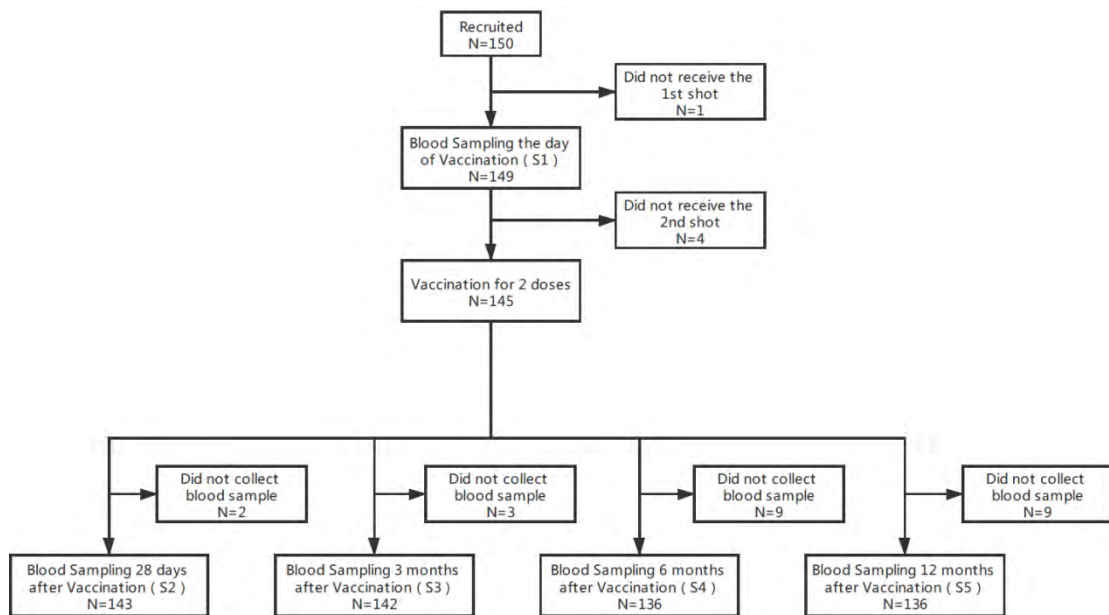 Recruited
N=150
Did not receive the
1st shot
N=1
Blood Sampling the day
of Vaccination ( S1 )
N=149
Did not receive the
2nd shot
N=4
Vaccination for 2 doses
N=145
Did not collect
blood sample
N=2
Did not collect
blood sample
N=3
Did not collect
blood sample
N=9
Did not collect
blood sample
N=9
Blood Sampling 28 days
after Vaccination ( S2 )
N=143
Blood Sampling 3 months
after Vaccination ( S3 )
N=142
Blood Sampling 6 months
after Vaccination ( S4 )
N=136
Blood Sampling 12 months
after Vaccination ( S5 )
N=136